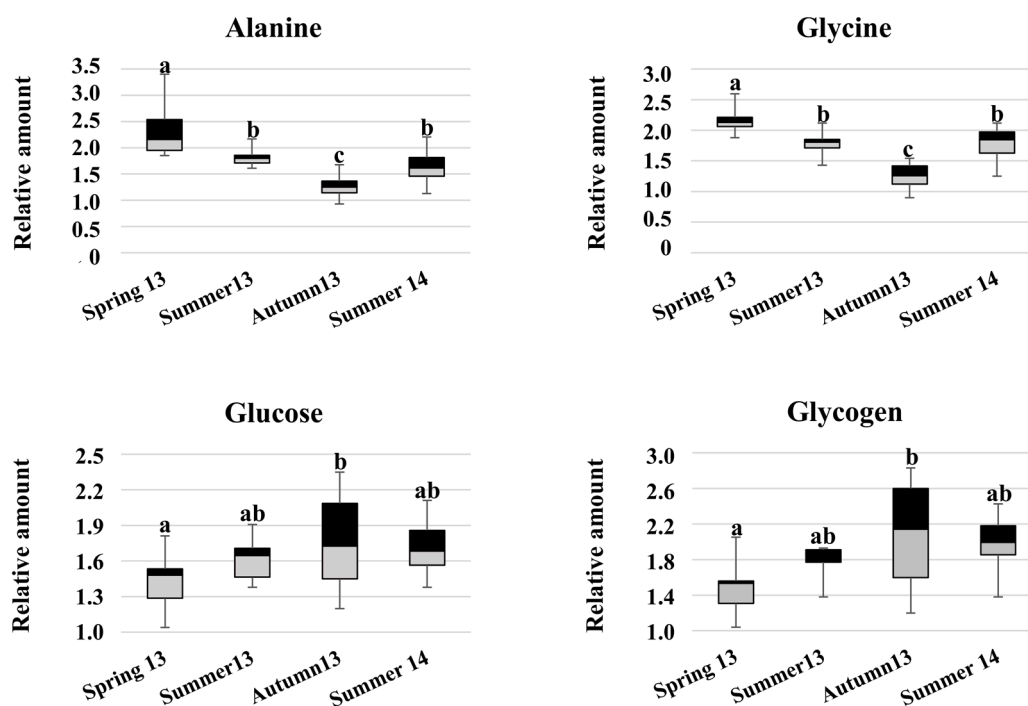 Alanine
Relative amount
3.5
3.0
2.5
2.0
1.5
1.0
0.5
0
a
b
c
b
Spring 13
Summer13
Autumn13
Summer 14
Glycine
Relative amount
3.0
2.5
2.0
1.5
1.0
0.5
0
a
b
c
b
Spring 13
Summer13
Autumn13
Summer 14
Glucose
Relative amount
2.5
2.2
1.9
1.6
1.3
1.0
a
ab
b
ab
Spring 13
Summer13
Autumn13
Summer 14
Glycogen
Relative amount
3.0
2.6
2.2
1.8
1.4
1.0
a
ab
b
ab
Spring 13
Summer13
Autumn13
Summer 14